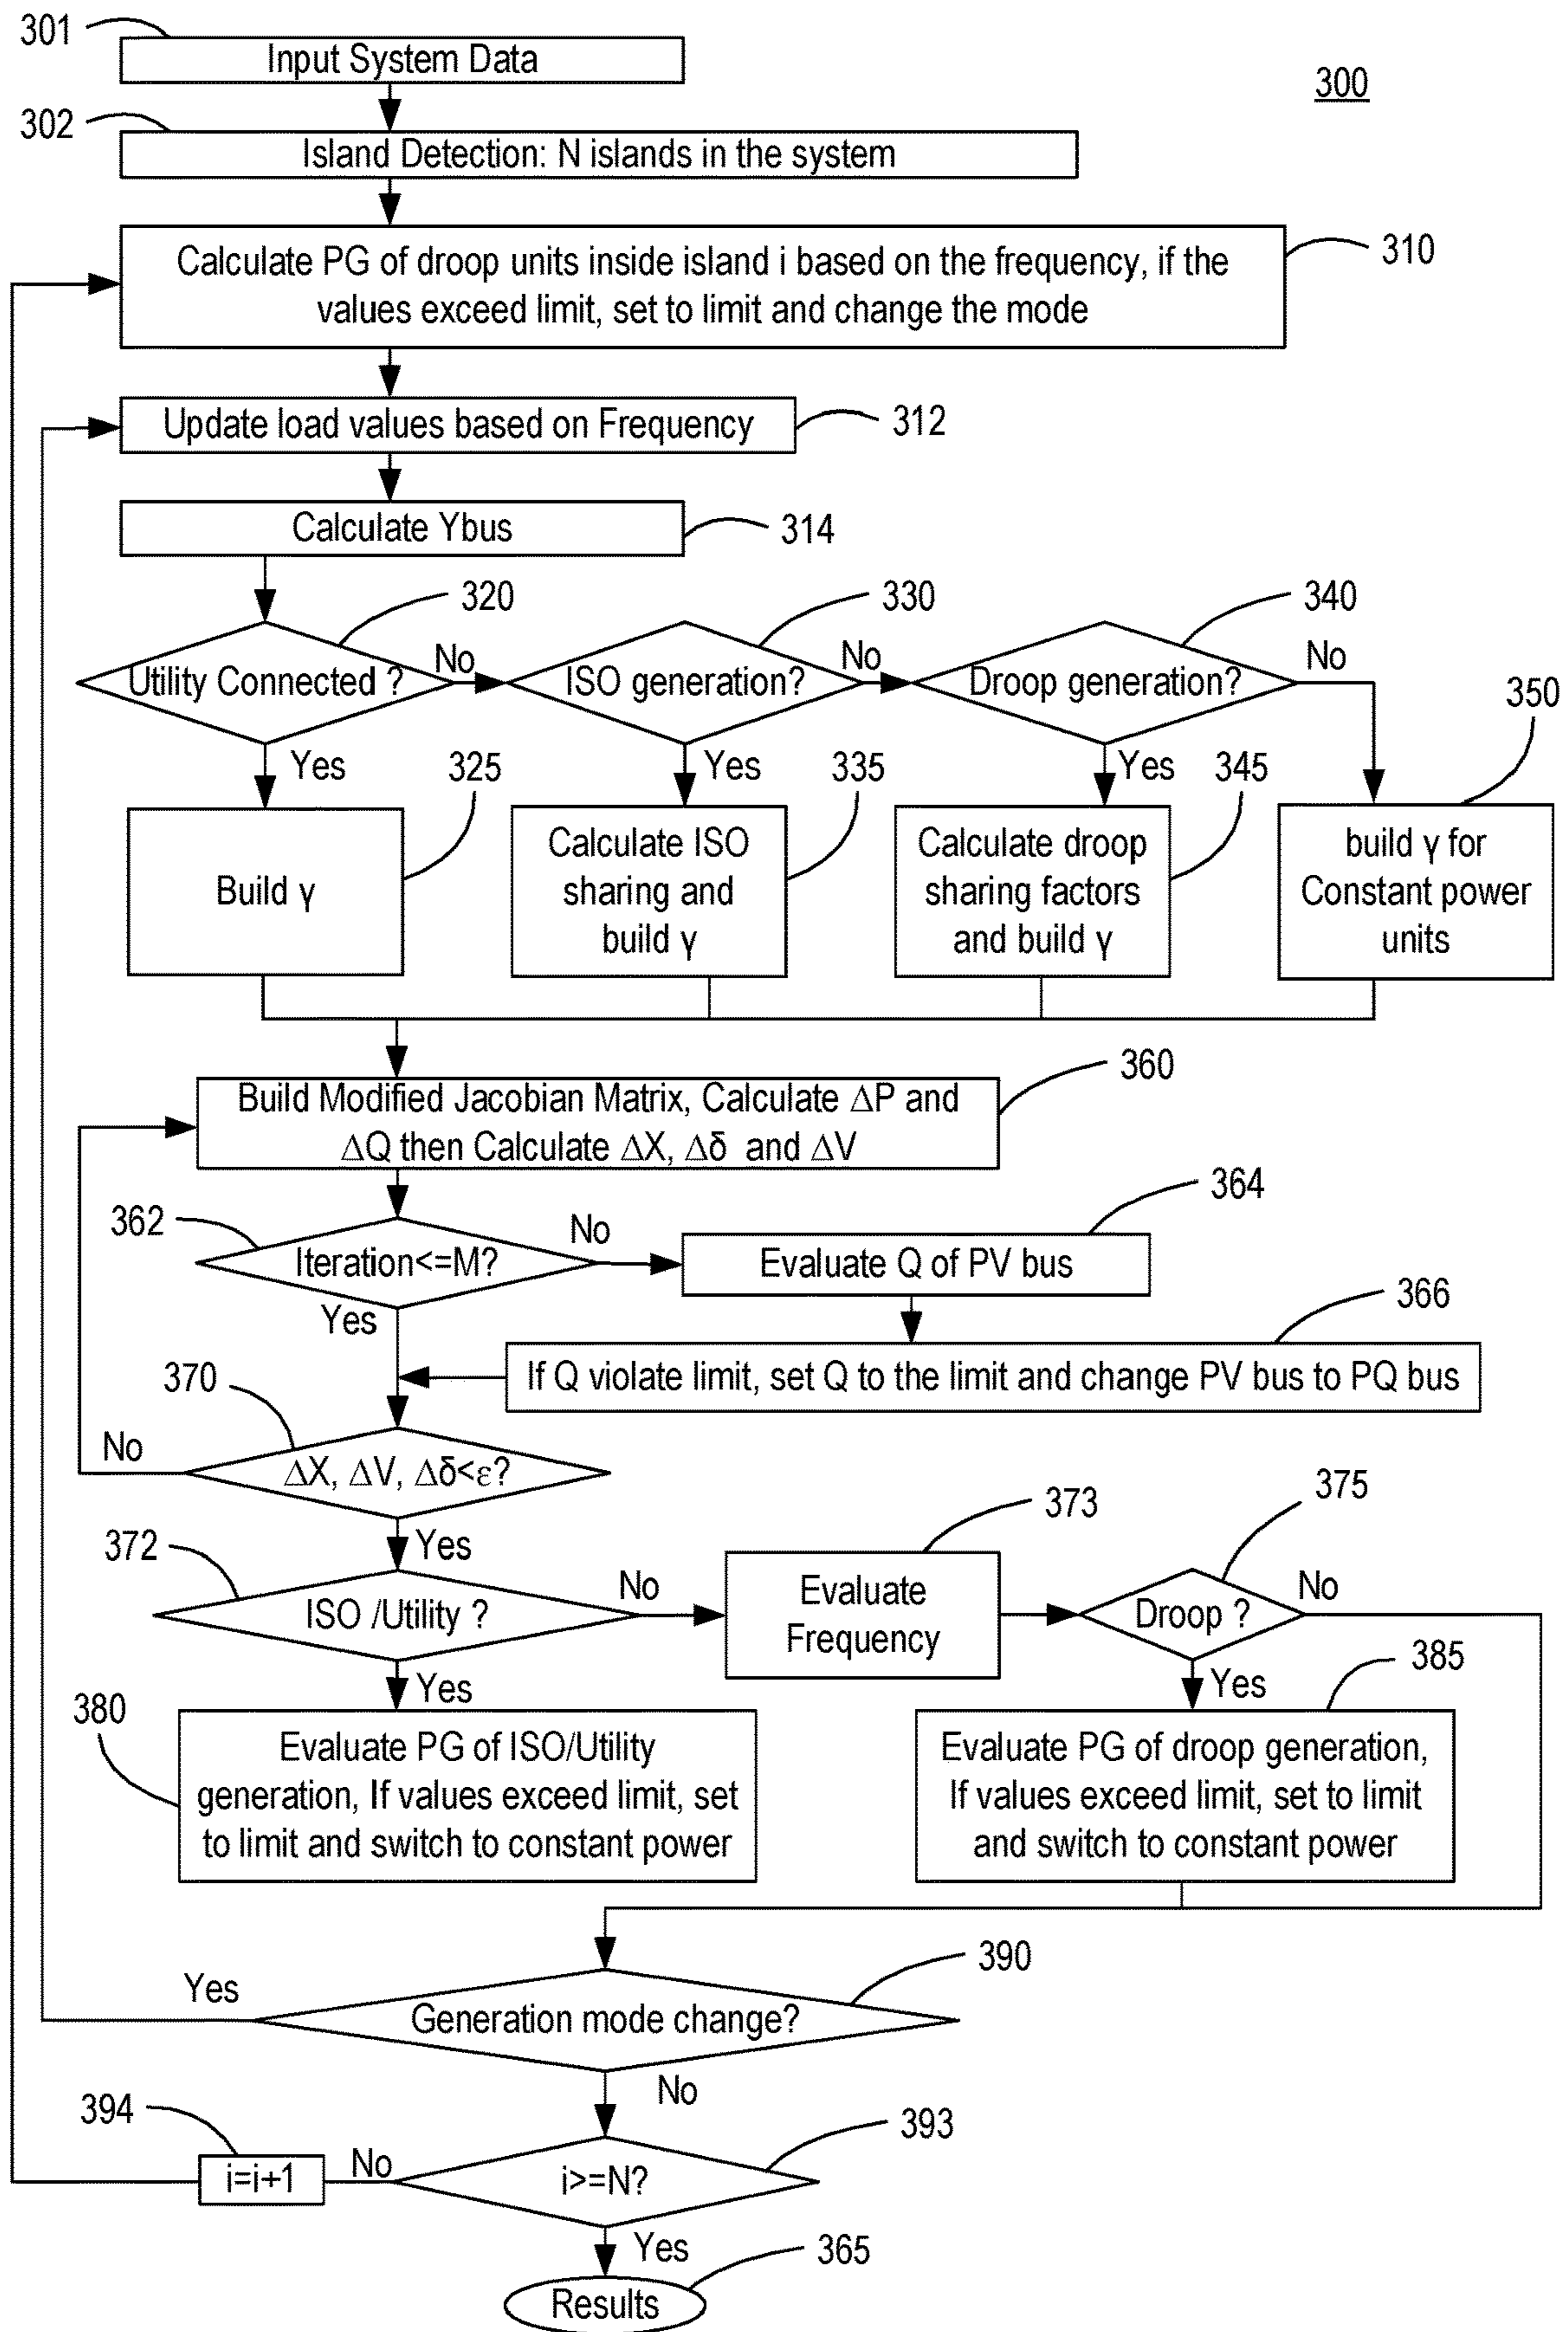 301
Input System Data
300
302
Island Detection: N islands in the system
Calculate PG of droop units inside island i based on the frequency, if the
values exceed limit, set to limit and change the mode
310
Update load values based on Frequency
312
Calculate Ybus
314
320
330
340
Utility Connected ?
No
ISO generation?
No
Droop generation?
No
350
Yes
325
Yes
335
Yes
345
Build γ
Calculate ISO
sharing and
build γ
Calculate droop
sharing factors
and build γ
build γ for
Constant power
units
360
Build Modified Jacobian Matrix, Calculate ΔP and
ΔQ then Calculate ΔX, Δδ and ΔV
362
Iteration<=M?
No
364
Evaluate Q of PV bus
Yes
366
If Q violate limit, set Q to the limit and change PV bus to PQ bus
370
No
ΔX, ΔV, Δδ<ε?
Yes
372
ISO /Utility ?
No
373
Evaluate
Frequency
375
Droop ?
No
Yes
380
Evaluate PG of ISO/Utility
generation, If values exceed limit, set
to limit and switch to constant power
Yes
385
Evaluate PG of droop generation,
If values exceed limit, set to limit
and switch to constant power
390
Yes
Generation mode change?
No
394
i=i+1
No
393
i>=N?
Yes
365
Results